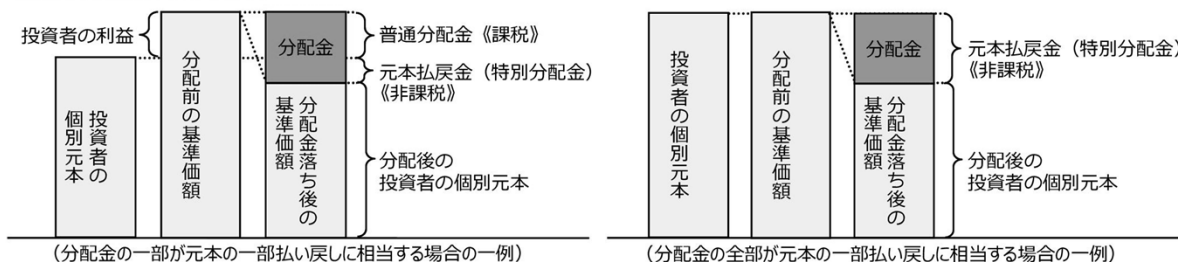 投資者の利益
投資者の
個別元本
分配前の基準価額
分配金
分配金落ち後の
基準価額
普通分配金《課税》
元本払戻金（特別分配金）
《非課税》
分配後の
投資者の個別元本
（分配金の一部が元本の一部払い戻しに相当する場合の一例）
投資者の個別元本
分配前の基準価額
分配金
分配金落ち後の
基準価額
元本払戻金（特別分配金）
《非課税》
分配後の
投資者の個別元本
（分配金の全部が元本の一部払い戻しに相当する場合の一例）